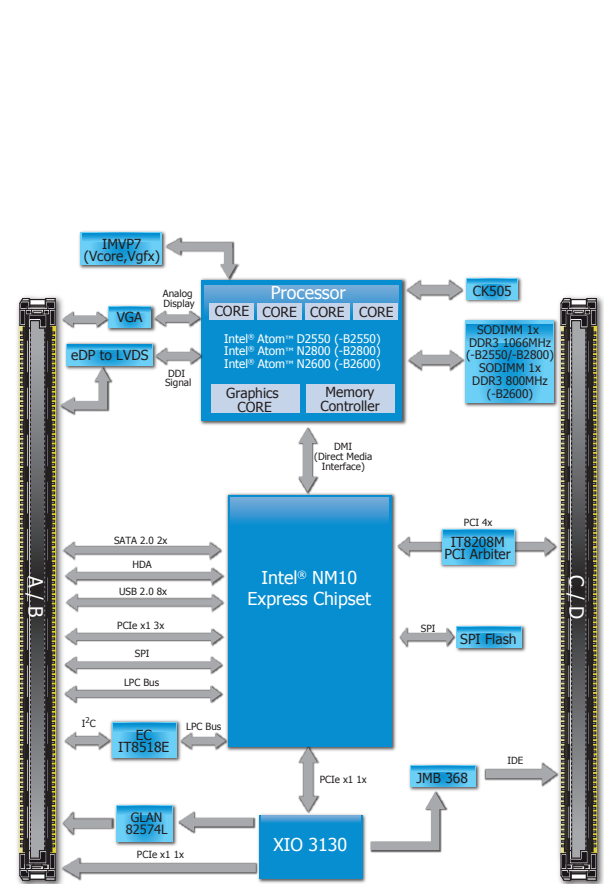 IMVP7
(Vcore,Vgfx)
Processor
CORE
CORE
CORE
CORE
Intel® Atom™ D2550 (-B2550)
Intel® Atom™ N2800 (-B2800)
Intel® Atom™ N2600 (-B2600)
Graphics
CORE
Memory
Controller
CK505
Analog
Display
VGA
eDP to LVDS
DDI
Signal
SODIMM 1x
DDR3 1066MHz
(-B2550/-B2800)
SODIMM 1x
DDR3 800MHz
(-B2600)
DMI
(Direct Media
Interface)
A / B
C / D
SATA 2.0 2x
HDA
USB 2.0 8x
PCIe x1 3x
SPI
LPC Bus
Intel® NM10
Express Chipset
PCI 4x
IT8208M
PCI Arbiter
SPI
SPI Flash
I²C
EC
IT8518E
LPC Bus
PCIe x1 1x
JMB 368
IDE
GLAN
82574L
XIO 3130
PCIe x1 1x